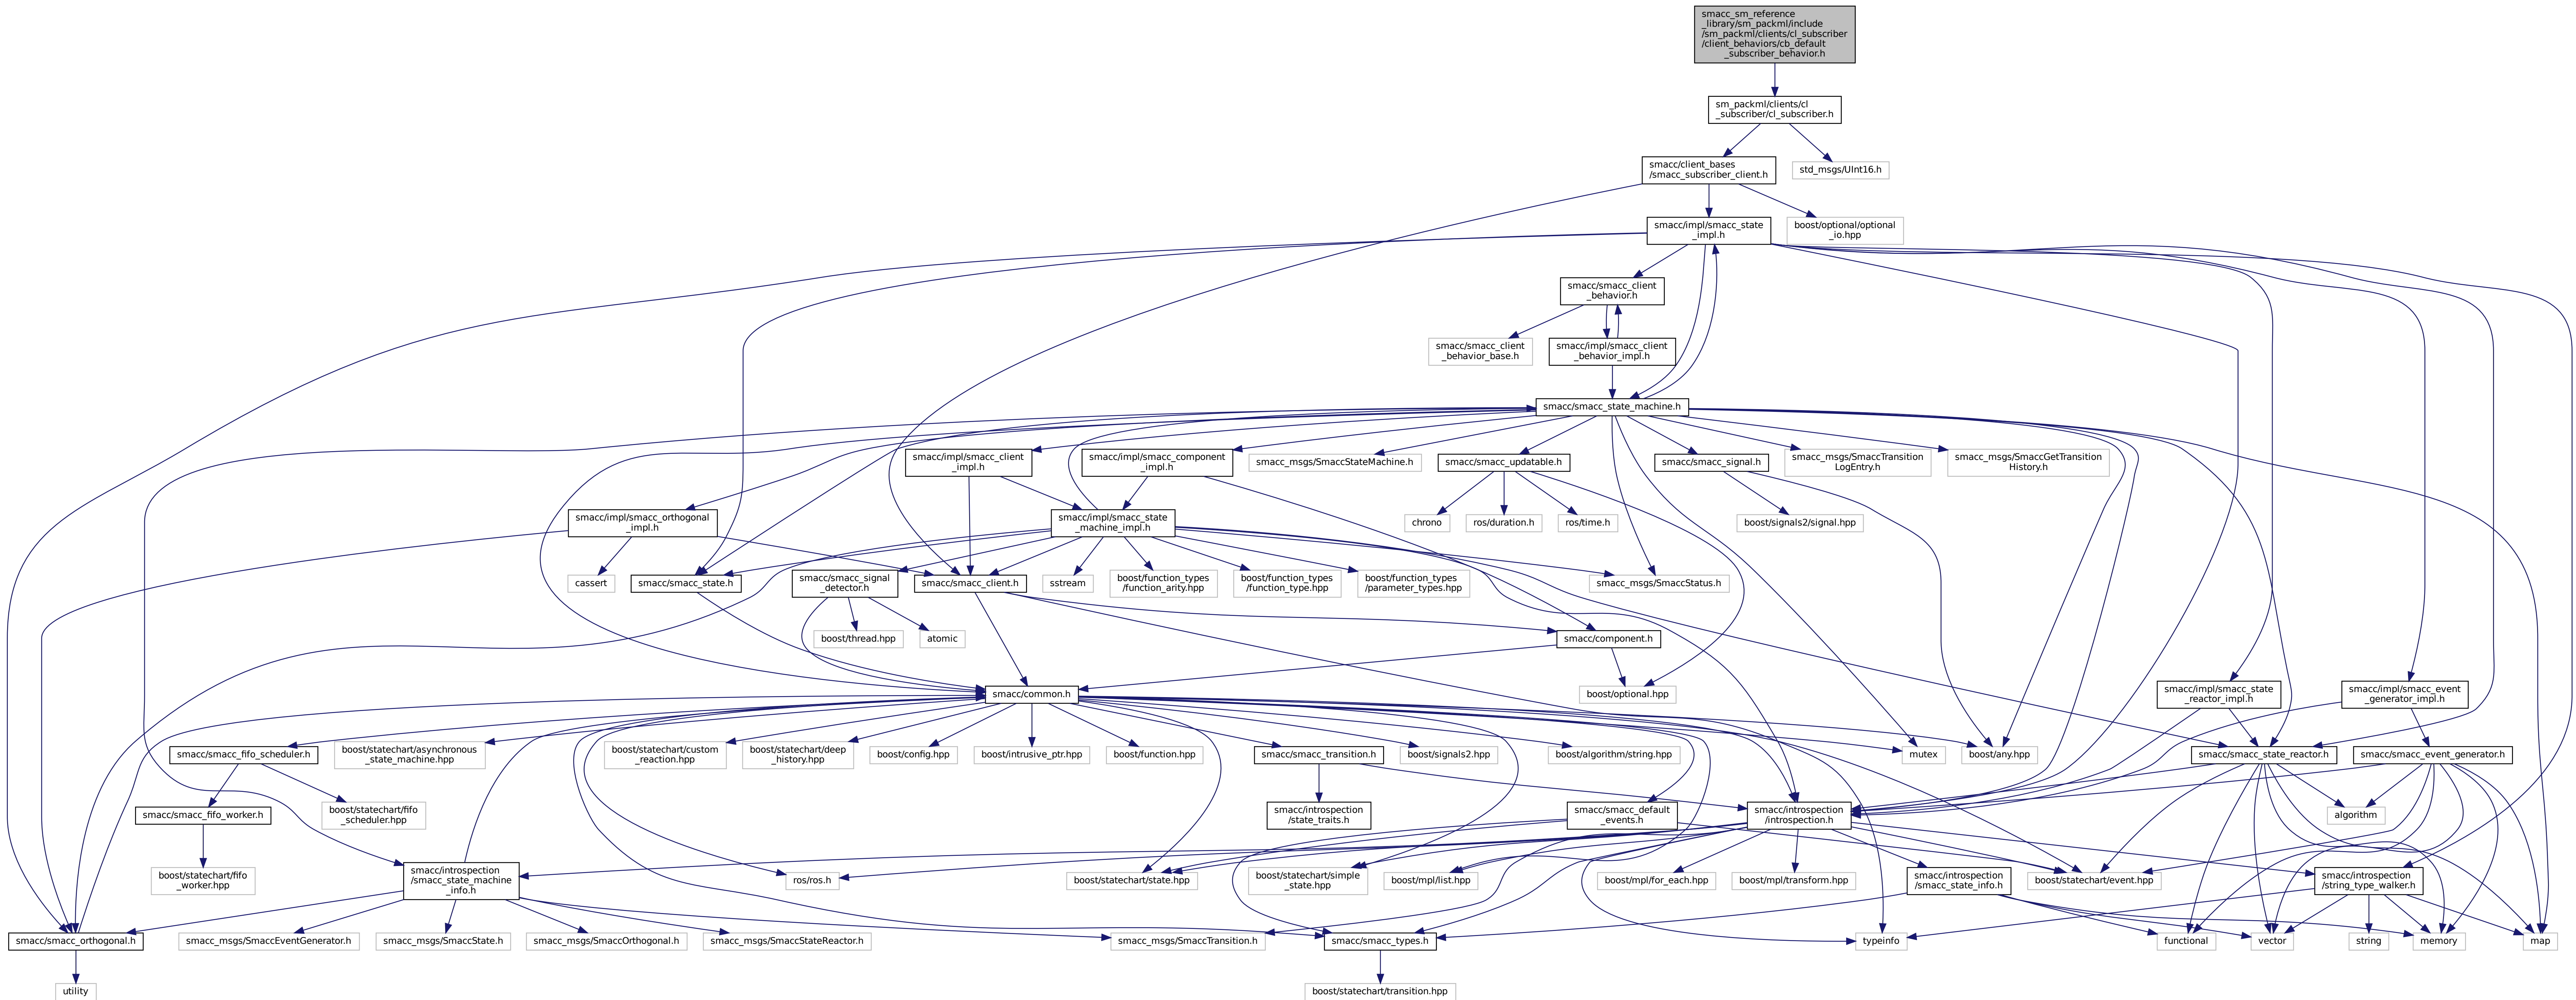 smacc_sm_reference
_library/sm_packml/include
/sm_packml/clients/cl_subscriber
/client_behaviors/cb_default
_subscriber_behavior.h
sm_packml/clients/cl
_subscriber/cl_subscriber.h
smacc/client_bases
/smacc_subscriber_client.h
std_msgs/UInt16.h
smacc/impl/smacc_state
_impl.h
boost/optional/optional
_io.hpp
smacc/smacc_client
_behavior.h
smacc/smacc_client
_behavior_base.h
smacc/impl/smacc_client
_behavior_impl.h
smacc/smacc_state_machine.h
smacc/impl/smacc_client
_impl.h
smacc/impl/smacc_component
_impl.h
smacc_msgs/SmaccStateMachine.h
smacc/smacc_updatable.h
smacc/smacc_signal.h
smacc_msgs/SmaccTransition
LogEntry.h
smacc_msgs/SmaccGetTransition
History.h
smacc/impl/smacc_orthogonal
_impl.h
smacc/impl/smacc_state
_machine_impl.h
chrono
ros/duration.h
ros/time.h
boost/signals2/signal.hpp
cassert
smacc/smacc_state.h
smacc/smacc_signal
_detector.h
smacc/smacc_client.h
sstream
boost/function_types
/function_arity.hpp
boost/function_types
/function_type.hpp
boost/function_types
/parameter_types.hpp
smacc_msgs/SmaccStatus.h
boost/thread.hpp
atomic
smacc/component.h
smacc/common.h
boost/optional.hpp
smacc/impl/smacc_state
_reactor_impl.h
smacc/impl/smacc_event
_generator_impl.h
smacc/smacc_fifo_scheduler.h
boost/statechart/asynchronous
_state_machine.hpp
boost/statechart/custom
_reaction.hpp
boost/statechart/deep
_history.hpp
boost/config.hpp
boost/intrusive_ptr.hpp
boost/function.hpp
smacc/smacc_transition.h
boost/signals2.hpp
boost/algorithm/string.hpp
mutex
boost/any.hpp
smacc/smacc_state_reactor.h
smacc/smacc_event_generator.h
smacc/smacc_fifo_worker.h
boost/statechart/fifo
_scheduler.hpp
smacc/introspection
/state_traits.h
smacc/smacc_default
_events.h
smacc/introspection
/introspection.h
algorithm
boost/statechart/fifo
_worker.hpp
smacc/introspection
/smacc_state_machine
_info.h
ros/ros.h
boost/statechart/state.hpp
boost/statechart/simple
_state.hpp
boost/mpl/list.hpp
boost/mpl/for_each.hpp
boost/mpl/transform.hpp
smacc/introspection
/smacc_state_info.h
boost/statechart/event.hpp
smacc/introspection
/string_type_walker.h
smacc/smacc_orthogonal.h
smacc_msgs/SmaccEventGenerator.h
smacc_msgs/SmaccState.h
smacc_msgs/SmaccOrthogonal.h
smacc_msgs/SmaccStateReactor.h
smacc_msgs/SmaccTransition.h
smacc/smacc_types.h
typeinfo
functional
vector
string
memory
map
utility
boost/statechart/transition.hpp